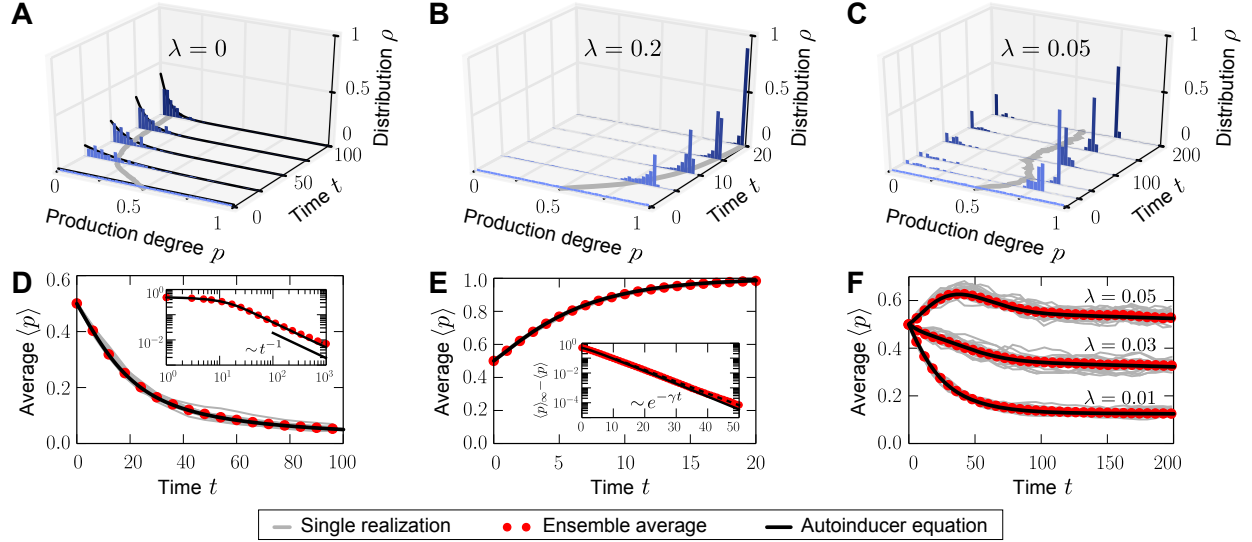 A
λ = 0
1
0.5
0
Distribution ρ
100
50
0
Time t
0
0.5
1
Production degree p
B
λ = 0.2
1
0.5
0
Distribution ρ
20
10
0
Time t
0
0.5
1
Production degree p
C
λ = 0.05
1
0.5
0
Distribution ρ
200
100
0
Time t
0
0.5
1
Production degree p
D
Average ⟨p⟩
0.6
0.4
0.2
0.0
0 20 40 60 80 100
Time t
10^0
10^-2
10^0 10^1 10^2 10^3
∼t^-1
E
Average ⟨p⟩
1.0
0.8
0.6
0.4
0.2
0.0
0 5 10 15 20
Time t
⟨p⟩∞ − ⟨p⟩
10^0
10^-2
10^-4
0 10 20 30 40 50
∼e^-γt
F
Average ⟨p⟩
0.6
0.4
0.2
0.0
0 50 100 150 200
Time t
λ = 0.05
λ = 0.03
λ = 0.01
Single realization Ensemble average Autoinducer equation